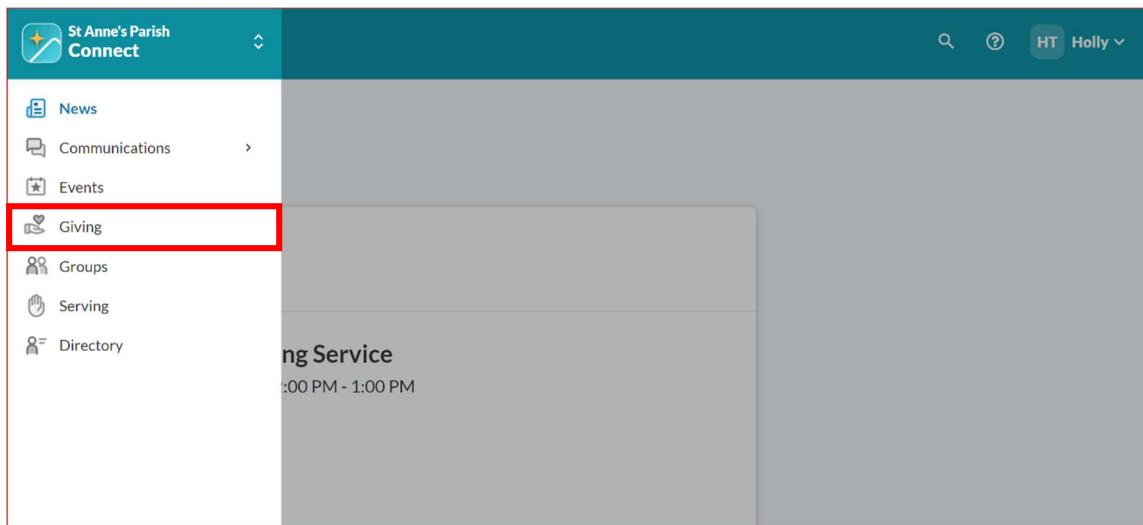 St Anne's Parish
Connect
HT Holly
News
Communications
Events
Giving
Groups
Serving
Directory
ng Service
:00 PM - 1:00 PM